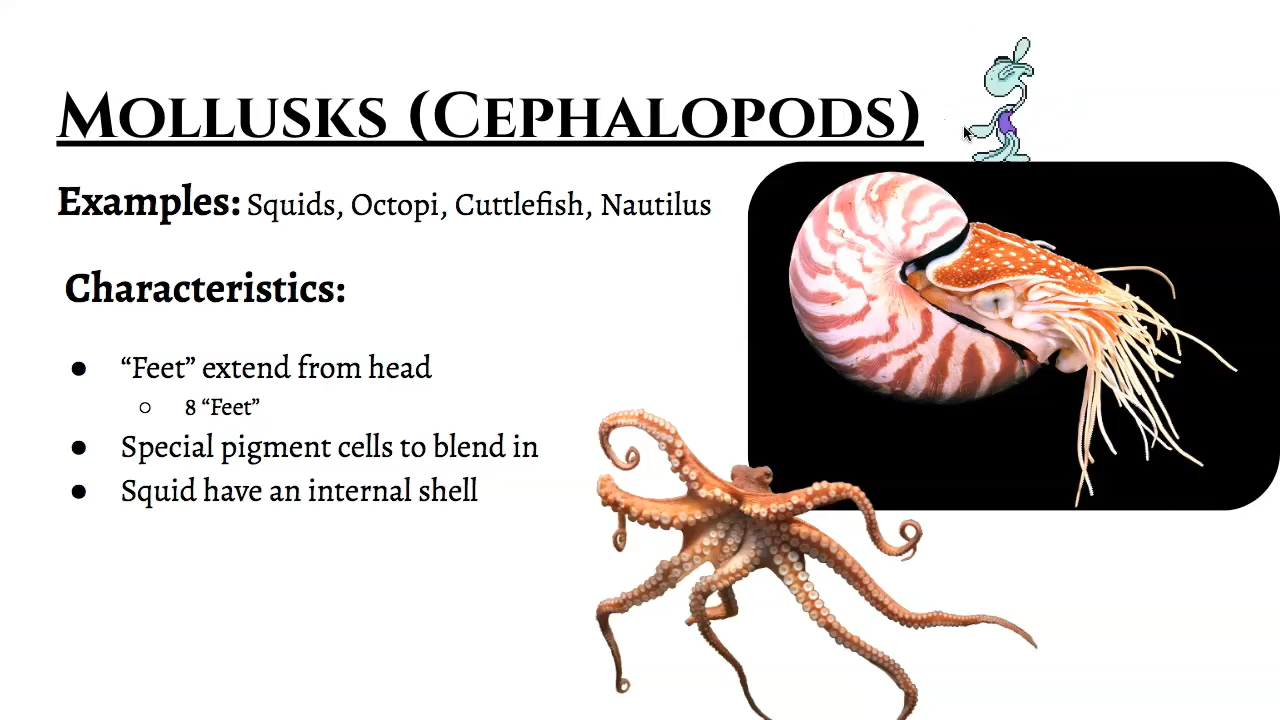 Mollusks (Cephalopods)
Examples: Squids, Octopi, Cuttlefish, Nautilus
Characteristics:
● “Feet” extend from head
○ 8 “Feet”
● Special pigment cells to blend in
● Squid have an internal shell